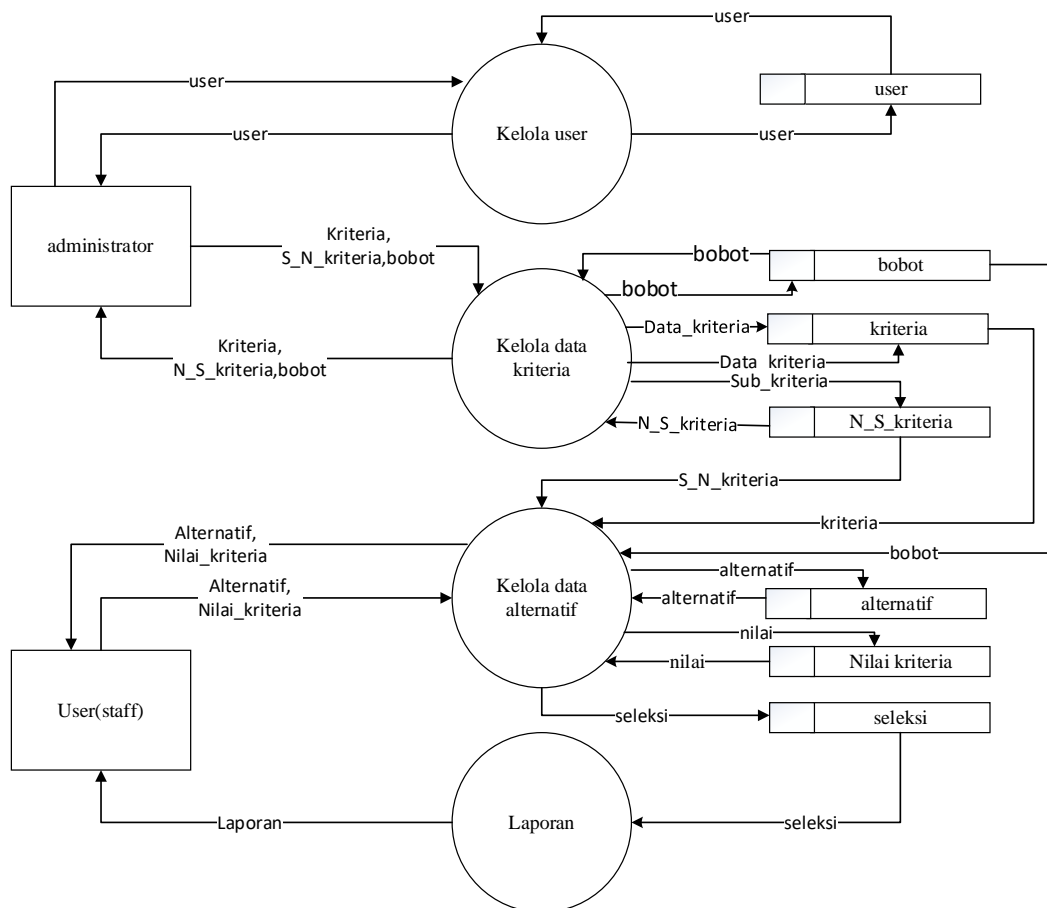 user
user
user
Kelola user
user
user
administrator
Kriteria,
S_N_kriteria,bobot
bobot
bobot
bobot
Data_kriteria
kriteria
Kelola data
kriteria
Kriteria,
N_S_kriteria,bobot
Data_kriteria
Sub_kriteria
N_S_kriteria
N_S_kriteria
S_N_kriteria
kriteria
Alternatif,
Nilai_kriteria
bobot
alternatif
Alternatif,
Nilai_kriteria
Kelola data
alternatif
alternatif
alternatif
nilai
nilai
Nilai kriteria
User(staff)
seleksi
seleksi
Laporan
Laporan
seleksi